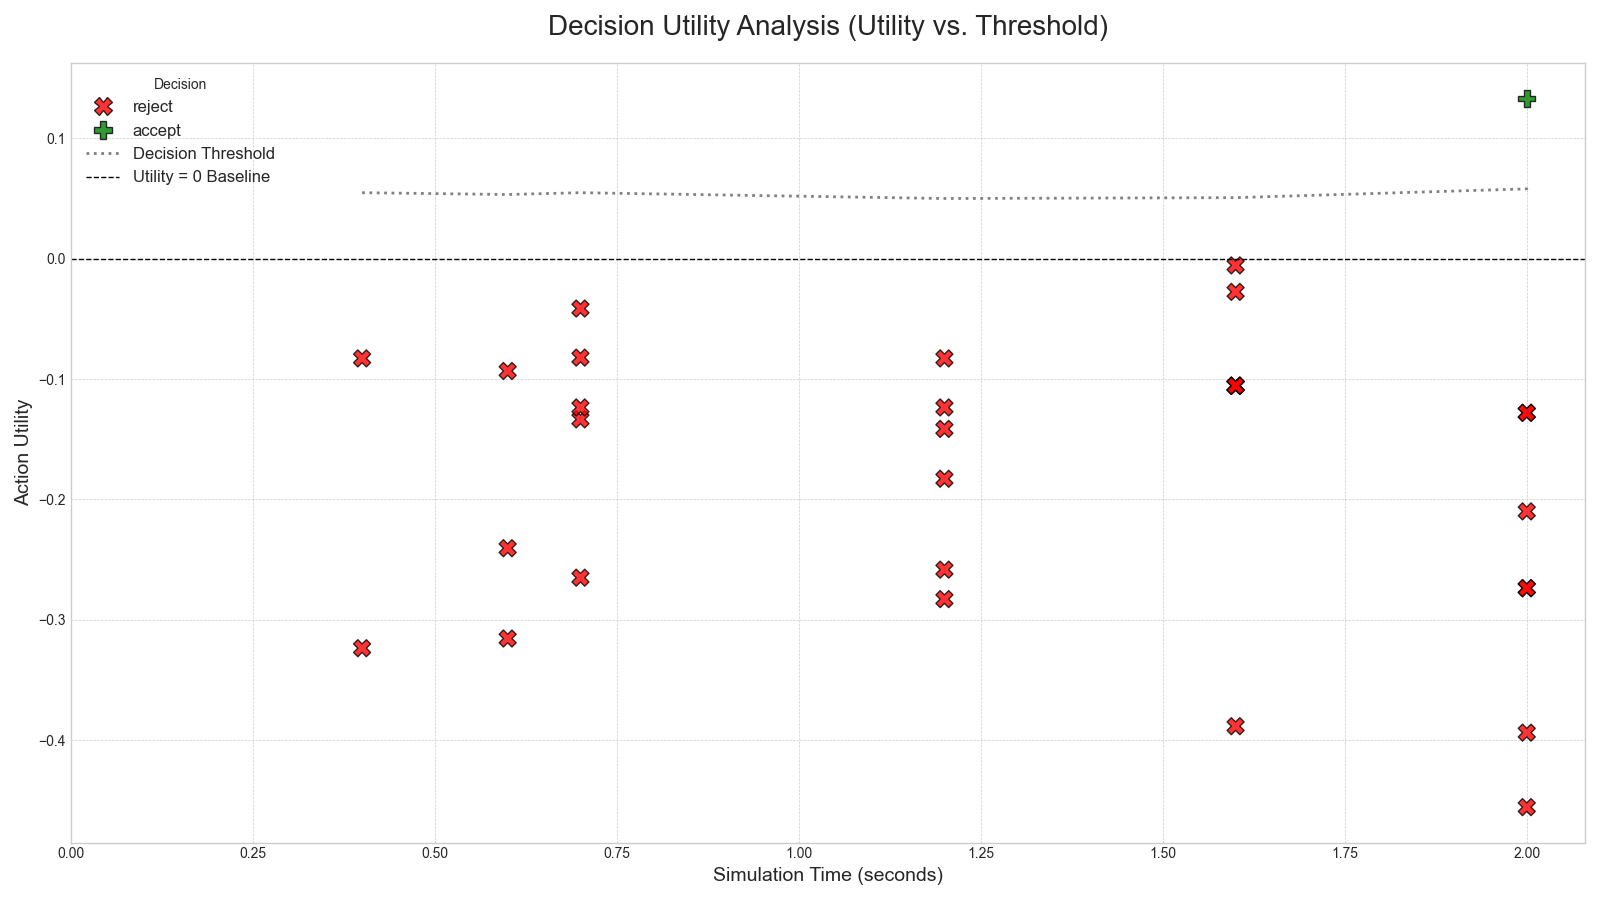 Decision Utility Analysis (Utility vs. Threshold)
Decision
reject
accept
Decision Threshold
Utility = 0 Baseline
Action Utility
0.1
0.0
−0.1
−0.2
−0.3
−0.4
0.00 0.25 0.50 0.75 1.00 1.25 1.50 1.75 2.00
Simulation Time (seconds)